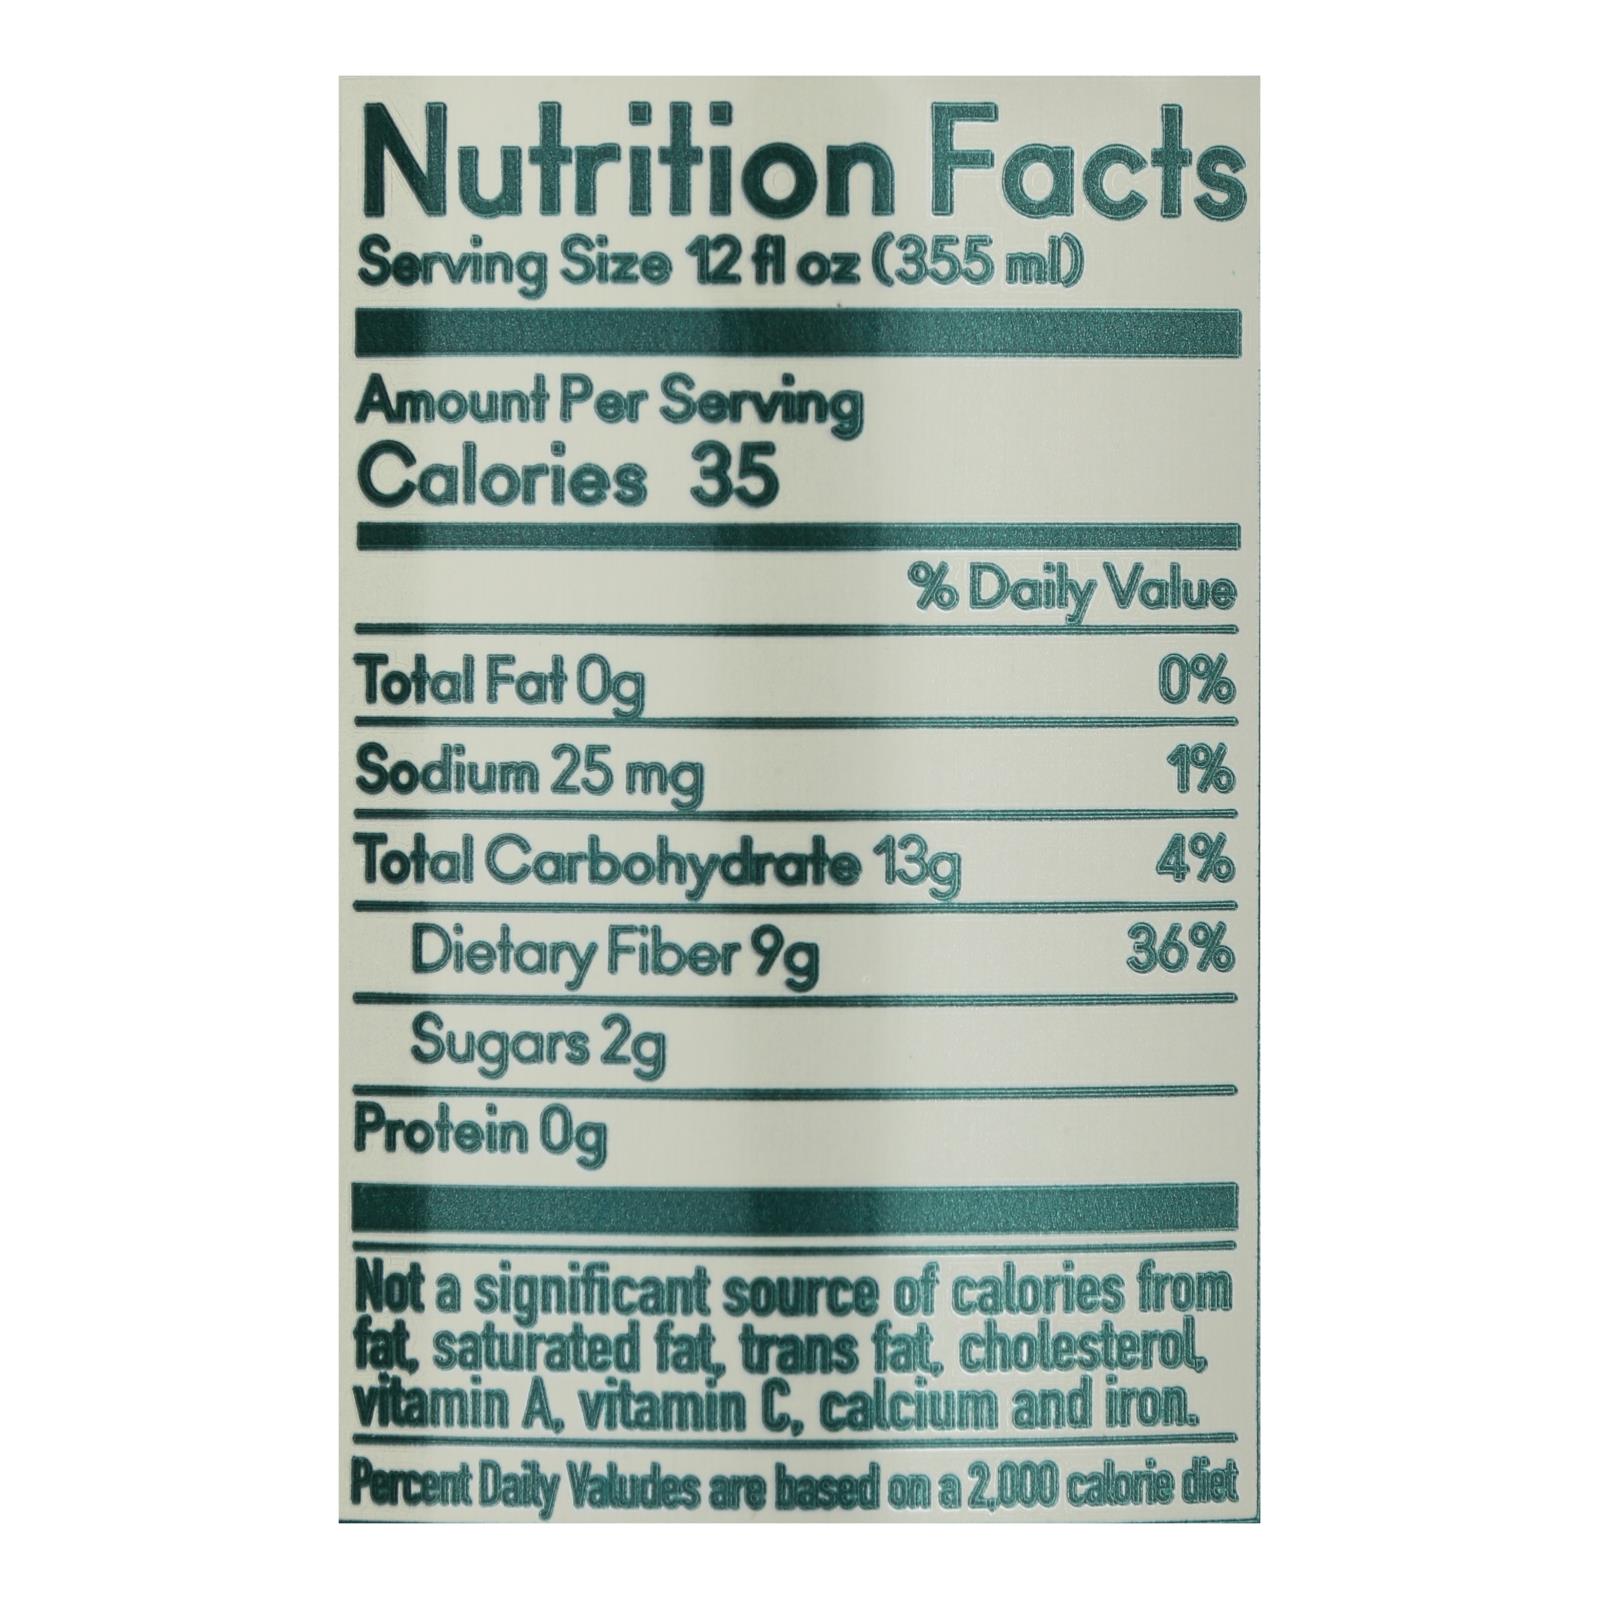 Nutrition Facts
Serving Size 12 fl oz (355 ml)
Amount Per Serving
Calories 35
% Daily Value
Total Fat 0g 0%
Sodium 25 mg 1%
Total Carbohydrate 13g 4%
Dietary Fiber 9g 36%
Sugars 2g
Protein 0g
Not a significant source of calories from
fat, saturated fat, trans fat, cholesterol,
vitamin A, vitamin C, calcium and iron.
Percent Daily Valudes are based on a 2,000 calorie diet